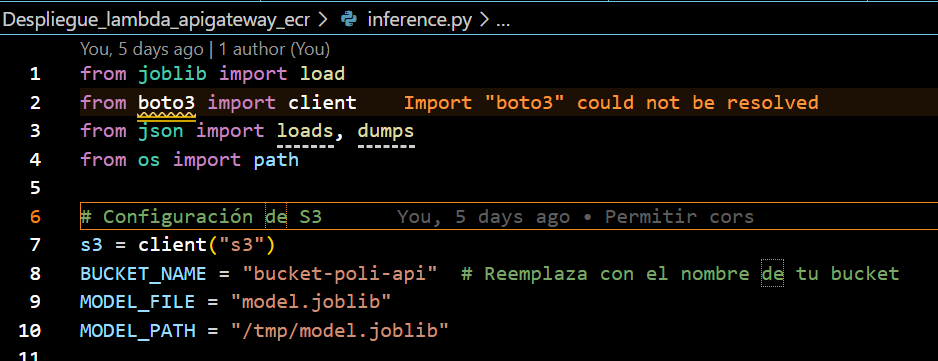 Despliegue_lambda_apigateway_ecr > inference.py > ...
You, 5 days ago | 1 author (You)
1 from joblib import load
2 from boto3 import client Import "boto3" could not be resolved
3 from json import loads, dumps
4 from os import path
5
6 # Configuración de S3 You, 5 days ago • Permitir cors
7 s3 = client("s3")
8 BUCKET_NAME = "bucket-poli-api" # Reemplaza con el nombre de tu bucket
9 MODEL_FILE = "model.joblib"
10 MODEL_PATH = "/tmp/model.joblib"
11